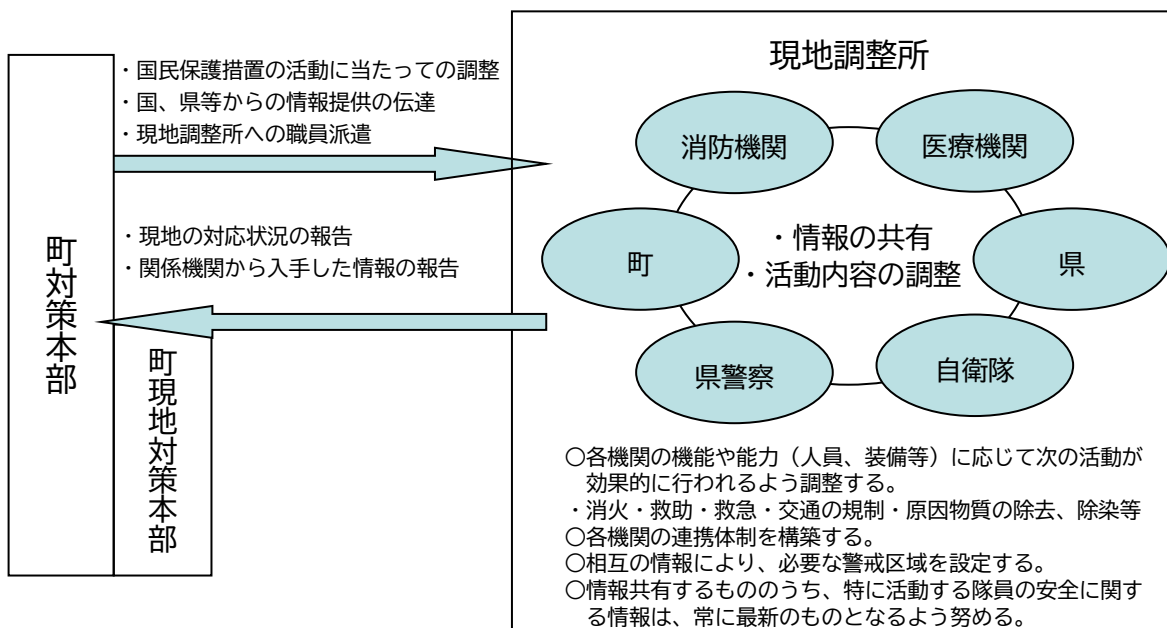 ・国民保護措置の活動に当たっての調整
・国、県等からの情報提供の伝達
・現地調整所への職員派遣
・現地の対応状況の報告
・関係機関から入手した情報の報告
町対策本部
町現地対策本部
現地調整所
消防機関
医療機関
町
・情報の共有
・活動内容の調整
県
県警察
自衛隊
○各機関の機能や能力（人員、装備等）に応じて次の活動が
効果的に行われるよう調整する。
・消火・救助・救急・交通の規制・原因物質の除去、除染等
○各機関の連携体制を構築する。
○相互の情報により、必要な警戒区域を設定する。
○情報共有するもののうち、特に活動する隊員の安全に関す
る情報は、常に最新のものとなるよう努める。